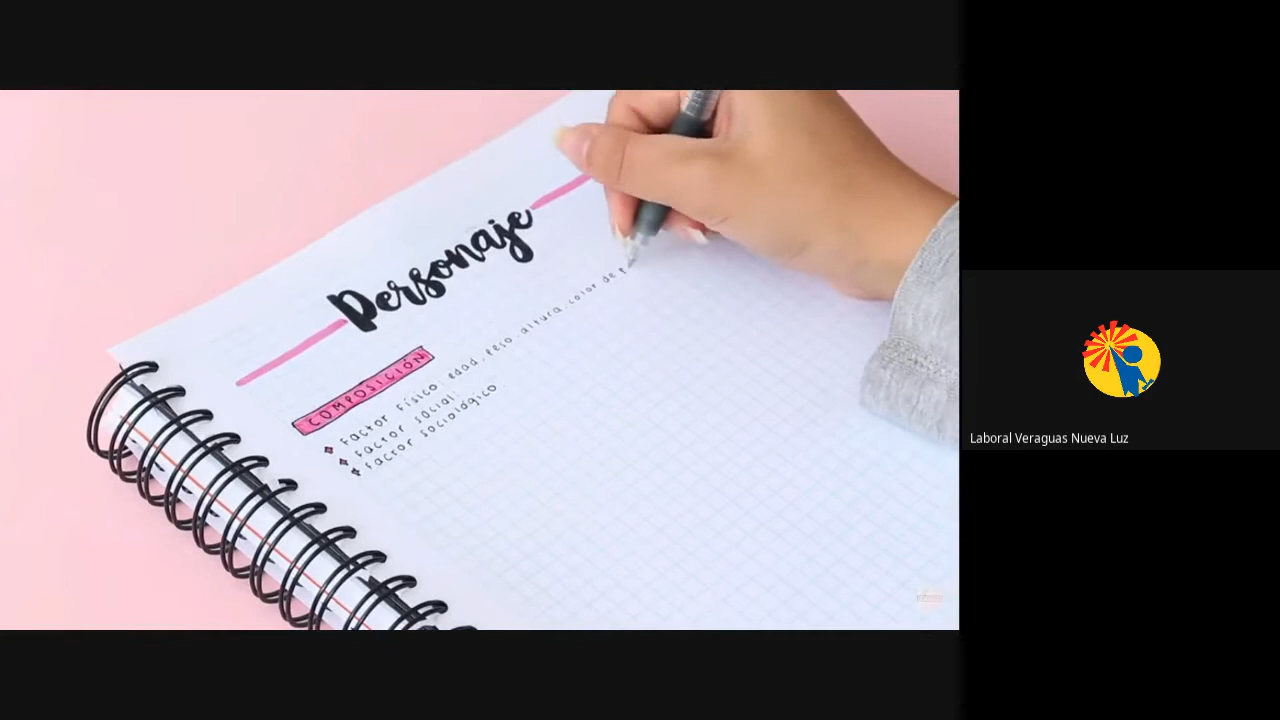 Personaje
COMPOSICIÓN
Factor físico: edad, peso, altura, color de p
Factor social:
Factor sociológico:
Laboral Veraguas Nueva Luz